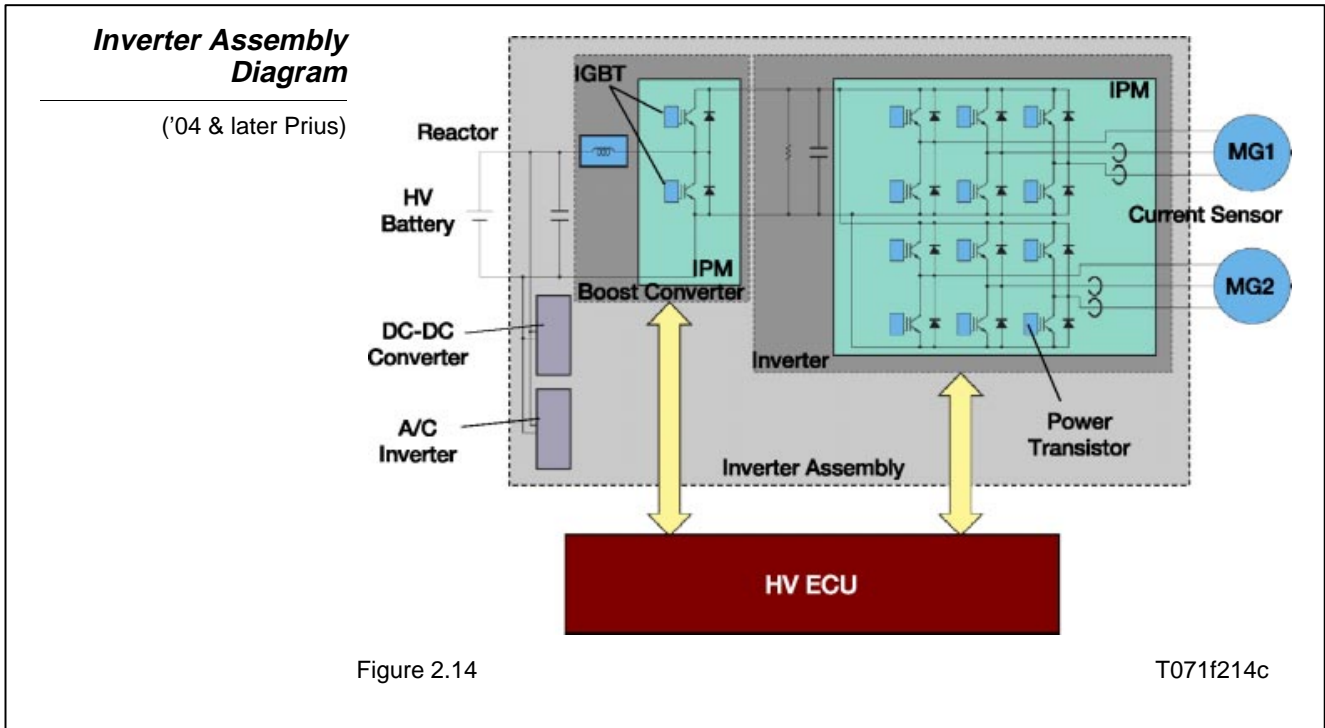 Inverter Assembly
Diagram
('04 & later Prius)
IGBT
IPM
Reactor
MG1
HV
Battery
Current Sensor
IPM
Boost Converter
MG2
DC-DC
Converter
Inverter
A/C
Inverter
Power
Transistor
Inverter Assembly
HV ECU
Figure 2.14
T071f214c